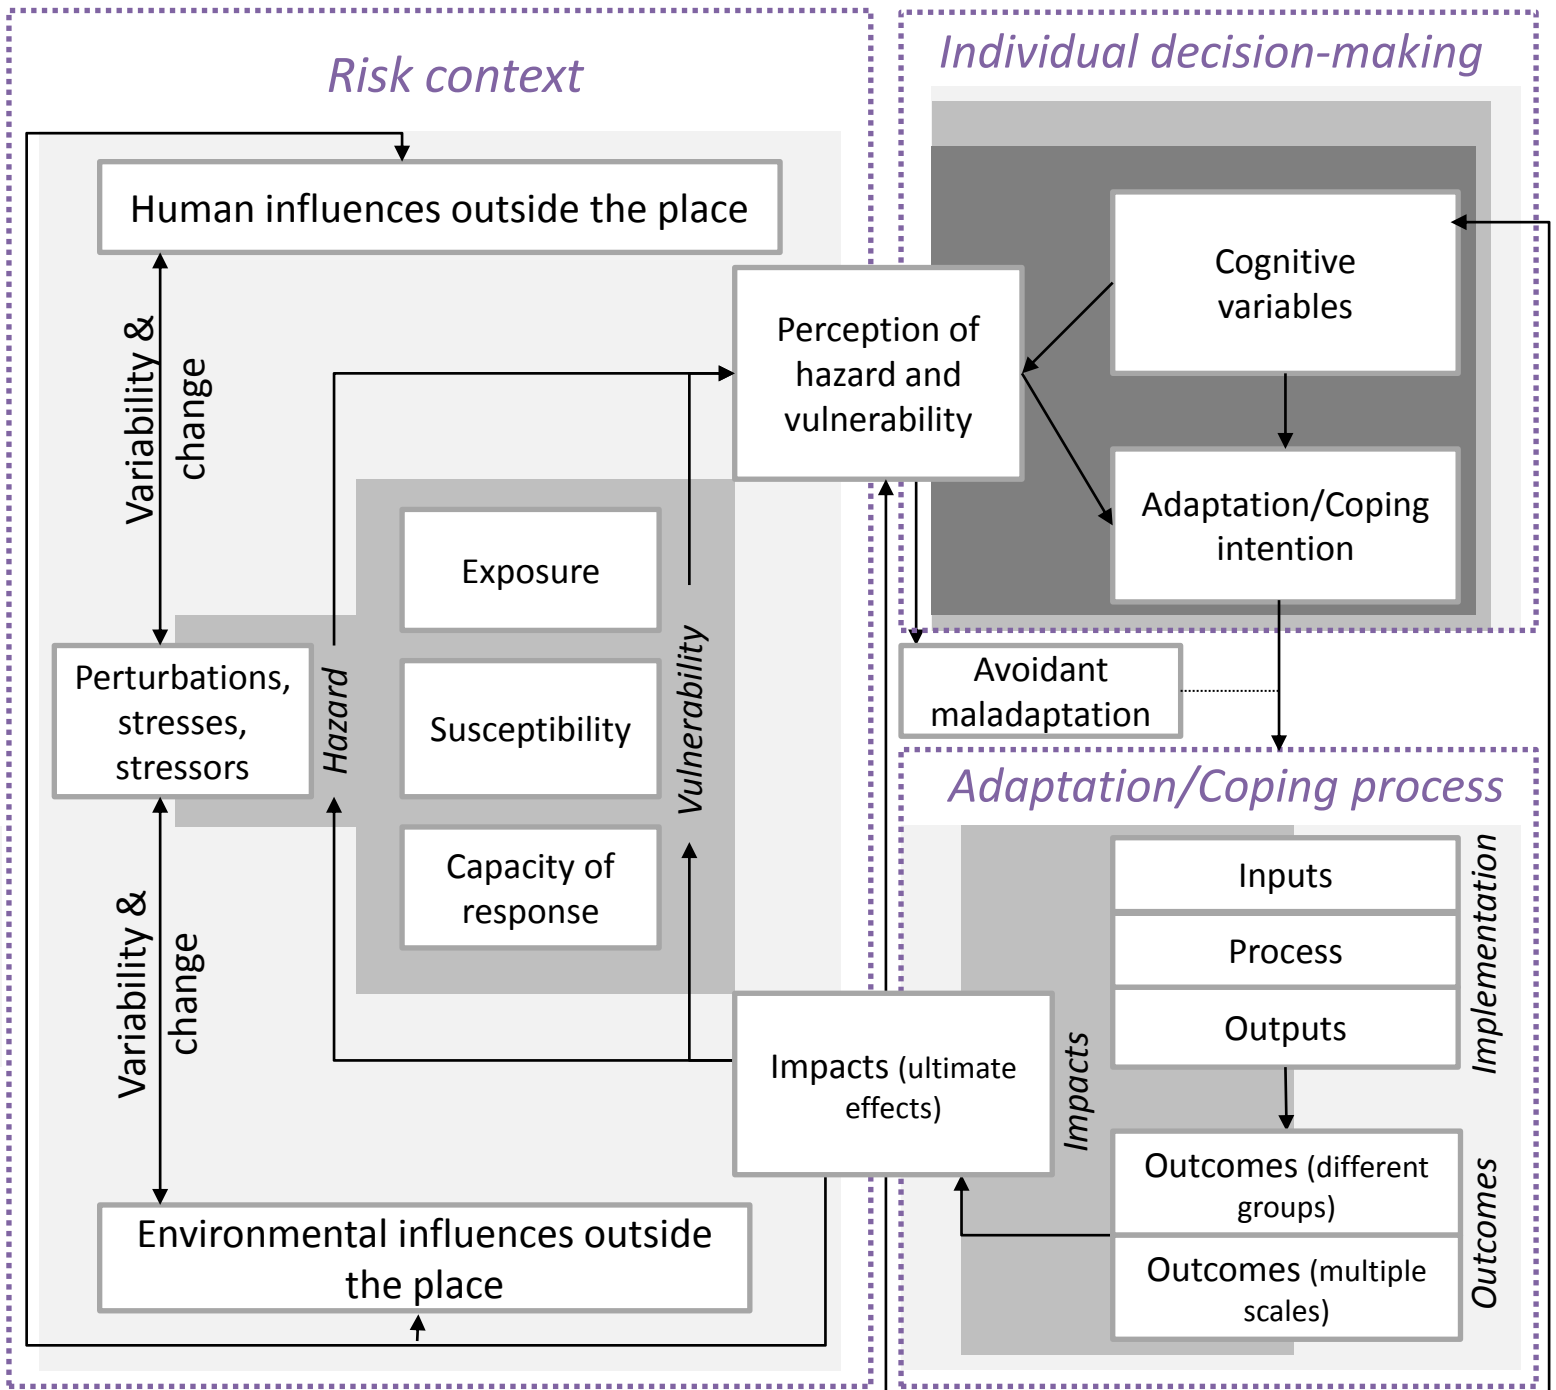 Risk context
Human influences outside the place
Variability &
change
Perturbations,
stresses,
stressors
Hazard
Exposure
Susceptibility
Capacity of
response
Vulnerability
Variability &
change
Environmental influences outside
the place
Perception of
hazard and
vulnerability
Impacts (ultimate
effects)
Individual decision-making
Cognitive
variables
Adaptation/Coping
intention
Avoidant
maladaptation
Adaptation/Coping process
Inputs
Process
Outputs
Implementation
Impacts
Outcomes (different
groups)
Outcomes (multiple
scales)
Outcomes